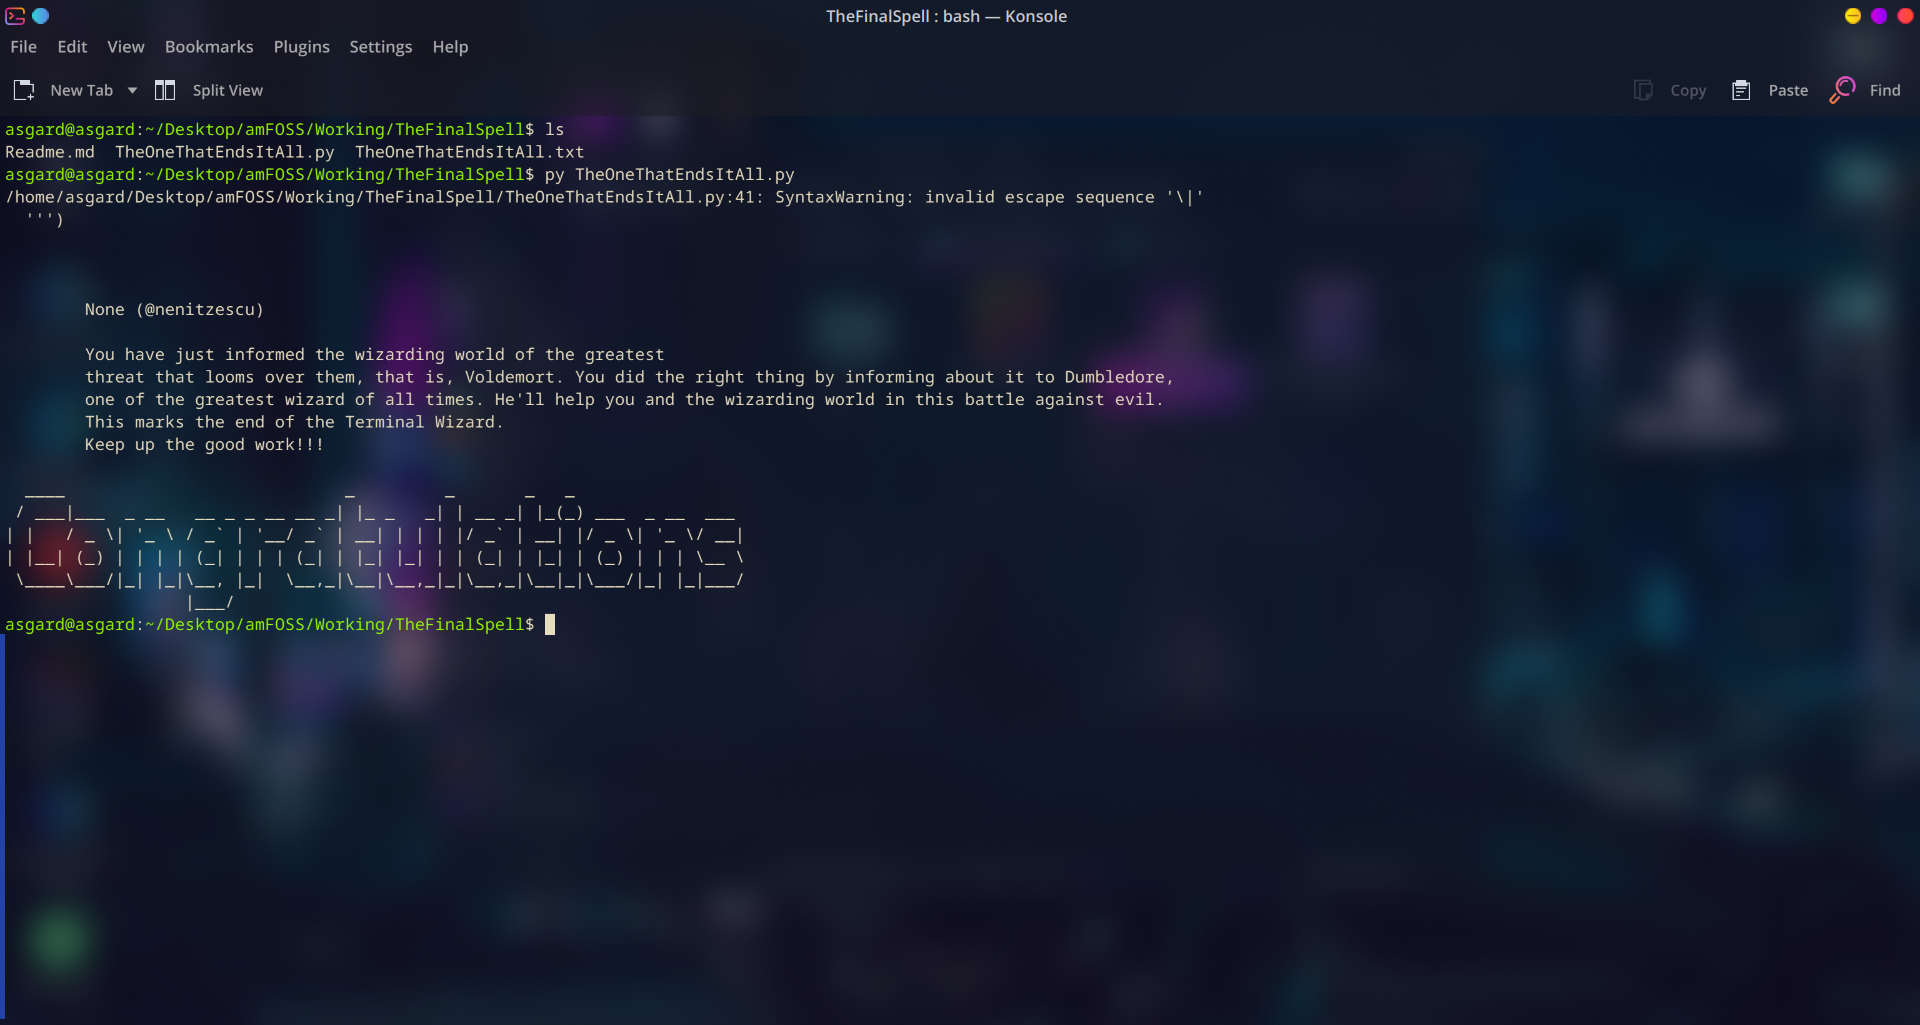 TheFinalSpell : bash — Konsole
File Edit View Bookmarks Plugins Settings Help
New Tab Split View Copy Paste Find
asgard@asgard:~/Desktop/amFOSS/Working/TheFinalSpell$ ls
Readme.md  TheOneThatEndsItAll.py  TheOneThatEndsItAll.txt
asgard@asgard:~/Desktop/amFOSS/Working/TheFinalSpell$ py TheOneThatEndsItAll.py
/home/asgard/Desktop/amFOSS/Working/TheFinalSpell/TheOneThatEndsItAll.py:41: SyntaxWarning: invalid escape sequence '\|'
  ''')
None (@nenitzescu)
You have just informed the wizarding world of the greatest
threat that looms over them, that is, Voldemort. You did the right thing by informing about it to Dumbledore,
one of the greatest wizard of all times. He'll help you and the wizarding world in this battle against evil.
This marks the end of the Terminal Wizard.
Keep up the good work!!!
Congratulations
asgard@asgard:~/Desktop/amFOSS/Working/TheFinalSpell$